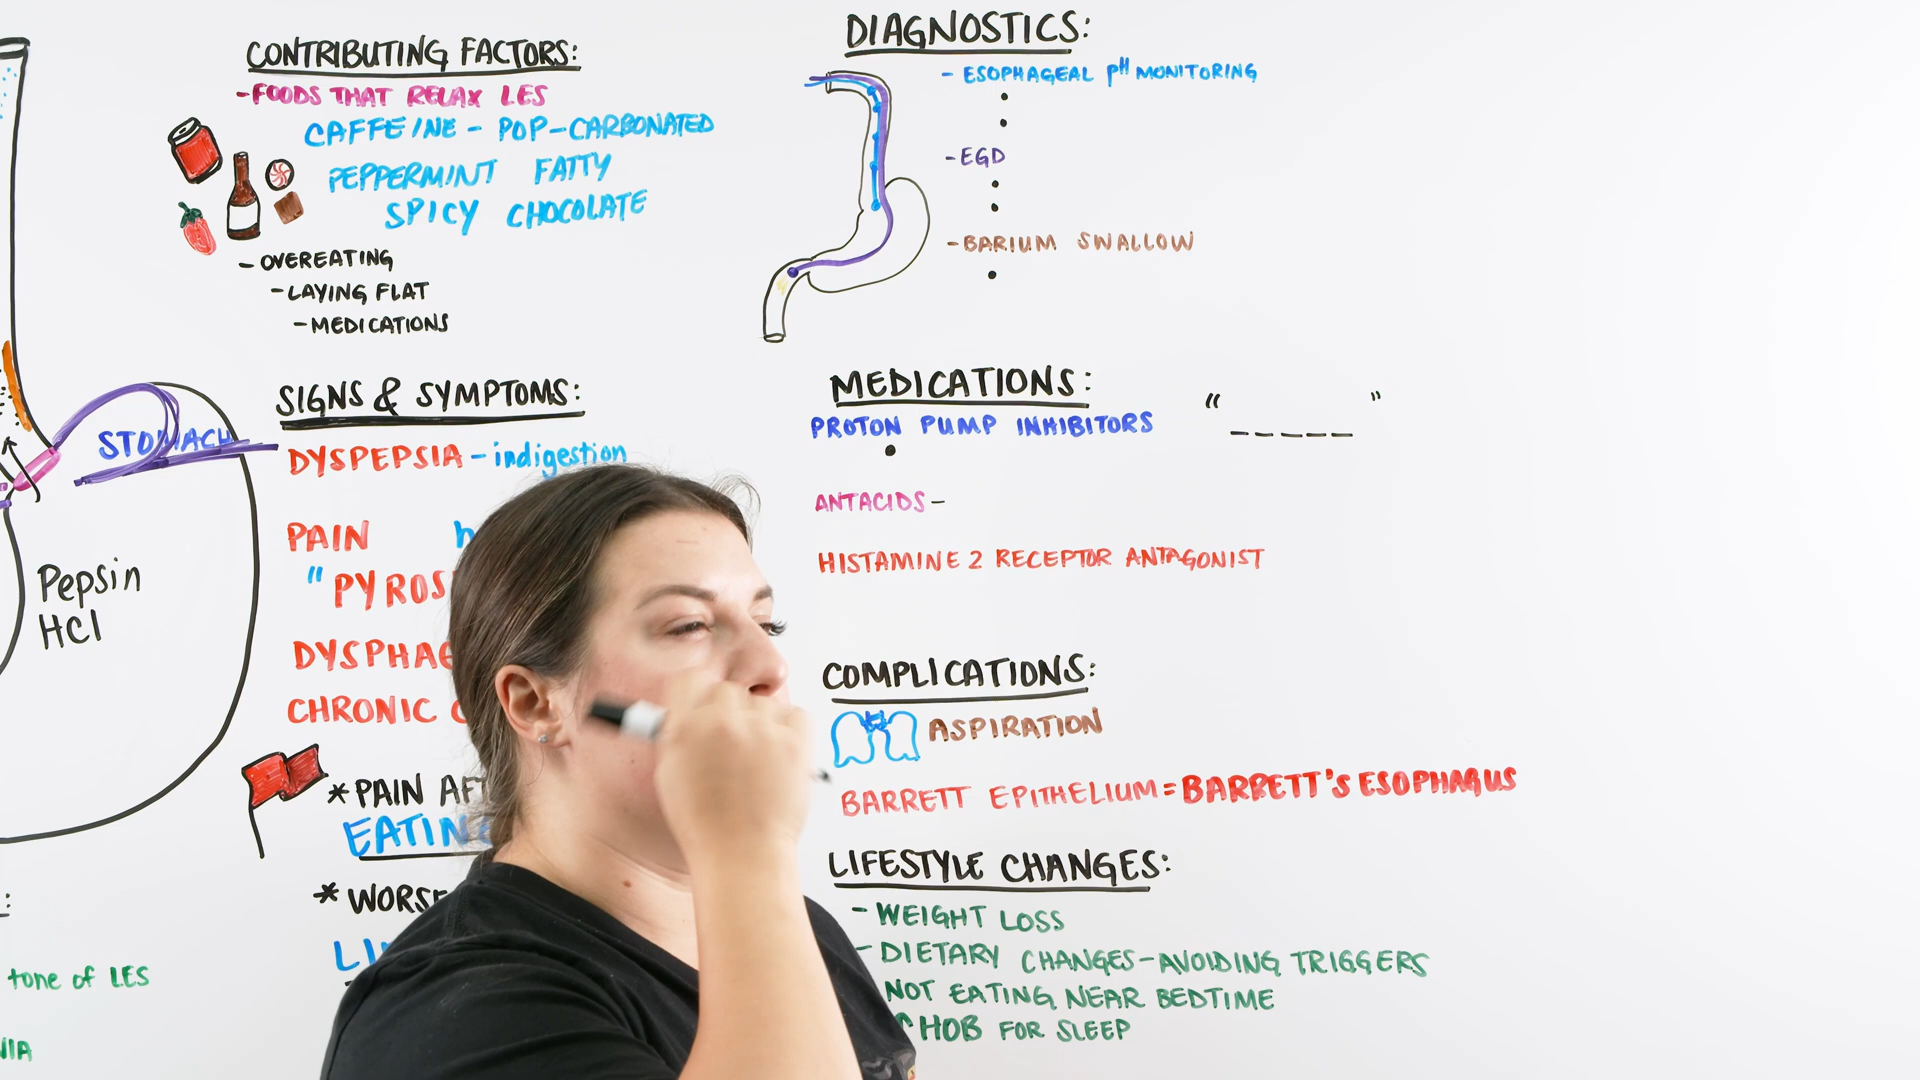 CONTRIBUTING FACTORS:
-FOODS THAT RELAX LES
CAFFEINE - POP-CARBONATED
PEPPERMINT FATTY
SPICY CHOCOLATE
- OVEREATING
-LAYING FLAT
-MEDICATIONS
SIGNS & SYMPTOMS:
DYSPEPSIA - indigestion
PAIN
"PYROS
DYSPHAG
CHRONIC
*PAIN AFT
EATING
*WORSE
STOMACH
Pepsin
HCl
tone of LES
DIAGNOSTICS:
- ESOPHAGEAL pH MONITORING
-EGD
-BARIUM SWALLOW
MEDICATIONS:
PROTON PUMP INHIBITORS " _ _ _ _ _ "
ANTACIDS-
HISTAMINE 2 RECEPTOR ANTAGONIST
COMPLICATIONS:
ASPIRATION
BARRETT EPITHELIUM = BARRETT'S ESOPHAGUS
LIFESTYLE CHANGES:
- WEIGHT LOSS
- DIETARY CHANGES-AVOIDING TRIGGERS
NOT EATING NEAR BEDTIME
↑HOB FOR SLEEP